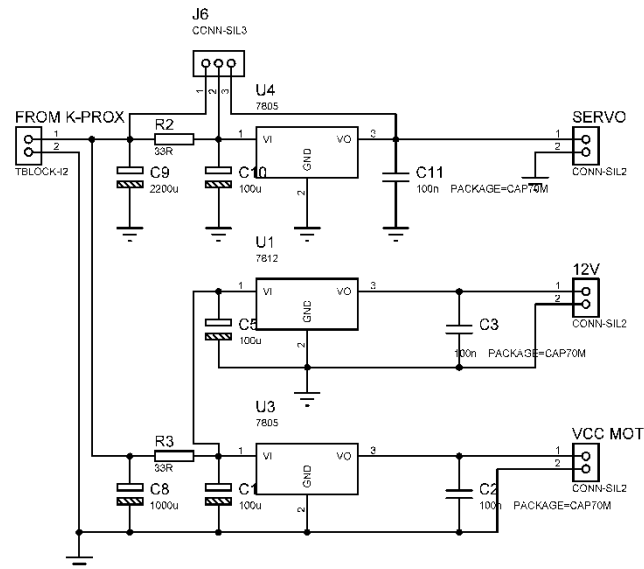 J6
CONN-SIL3
1
2
3
U4
7805
FROM K-PROX
1
2
TBLOCK-I2
R2
33R
1 VI VO 3
GND
2
C9
2200u
C10
100u
C11
100n PACKAGE=CAP70M
SERVO
1
2
CONN-SIL2
U1
7812
1 VI VO 3
GND
2
C5
100u
C3
100n PACKAGE=CAP70M
12V
1
2
CONN-SIL2
U3
7805
R3
33R
1 VI VO 3
GND
2
C8
1000u
C1
100u
C2
100n PACKAGE=CAP70M
VCC MOT
1
2
CONN-SIL2